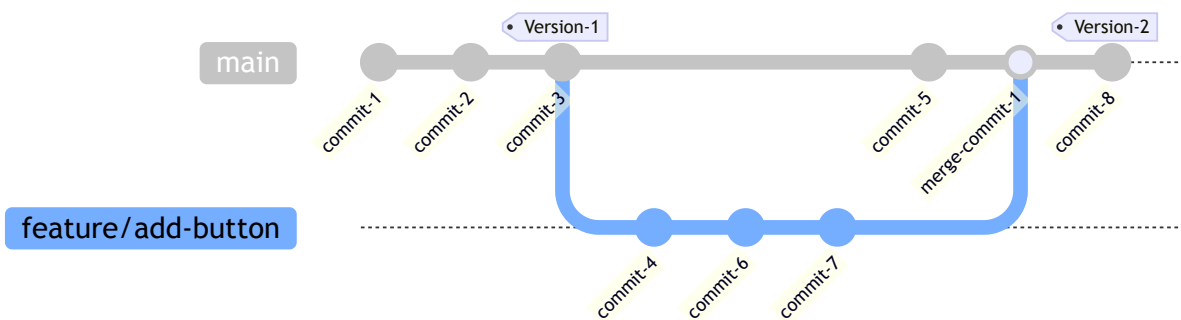 Version-1
Version-2
main
commit-1
commit-2
commit-3
commit-5
merge-commit-1
commit-8
feature/add-button
commit-4
commit-6
commit-7